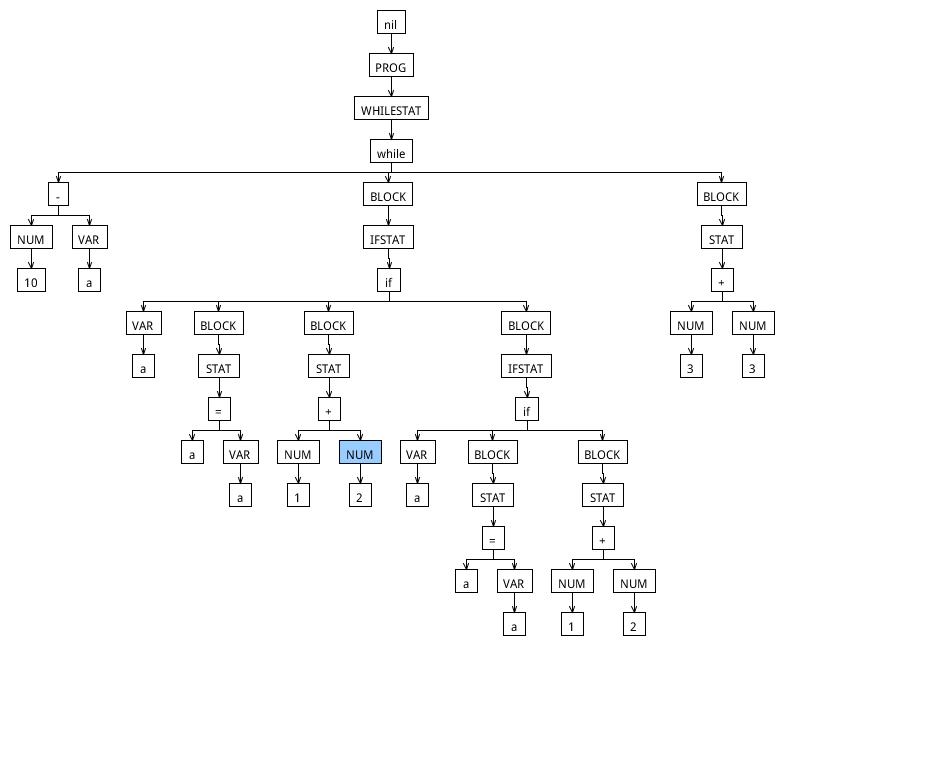 nil
PROG
WHILESTAT
while
- BLOCK BLOCK
NUM VAR IFSTAT STAT
10 a if +
VAR BLOCK BLOCK BLOCK NUM NUM
a STAT STAT IFSTAT 3 3
= + if
a VAR NUM NUM VAR BLOCK BLOCK
a 1 2 a STAT STAT
= +
a VAR NUM NUM
a 1 2